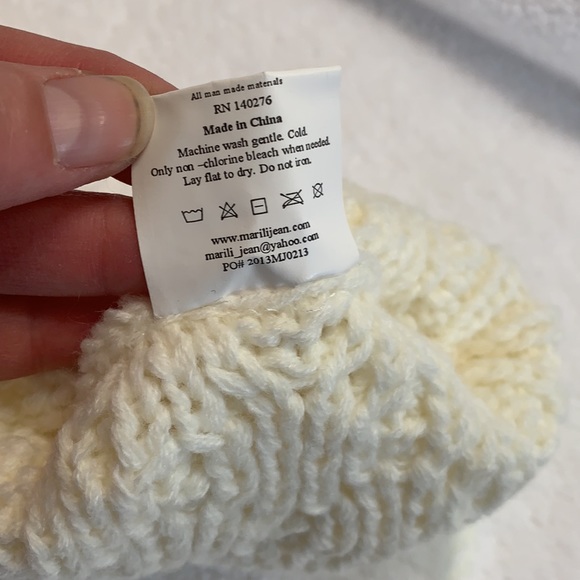 All man made materials
RN 140276
Made in China
Machine wash gentle. Cold.
Only non –chlorine bleach when needed.
Lay flat to dry. Do not iron.
www.marilijean.com
marili_jean@yahoo.com
PO# 2013MJ0213